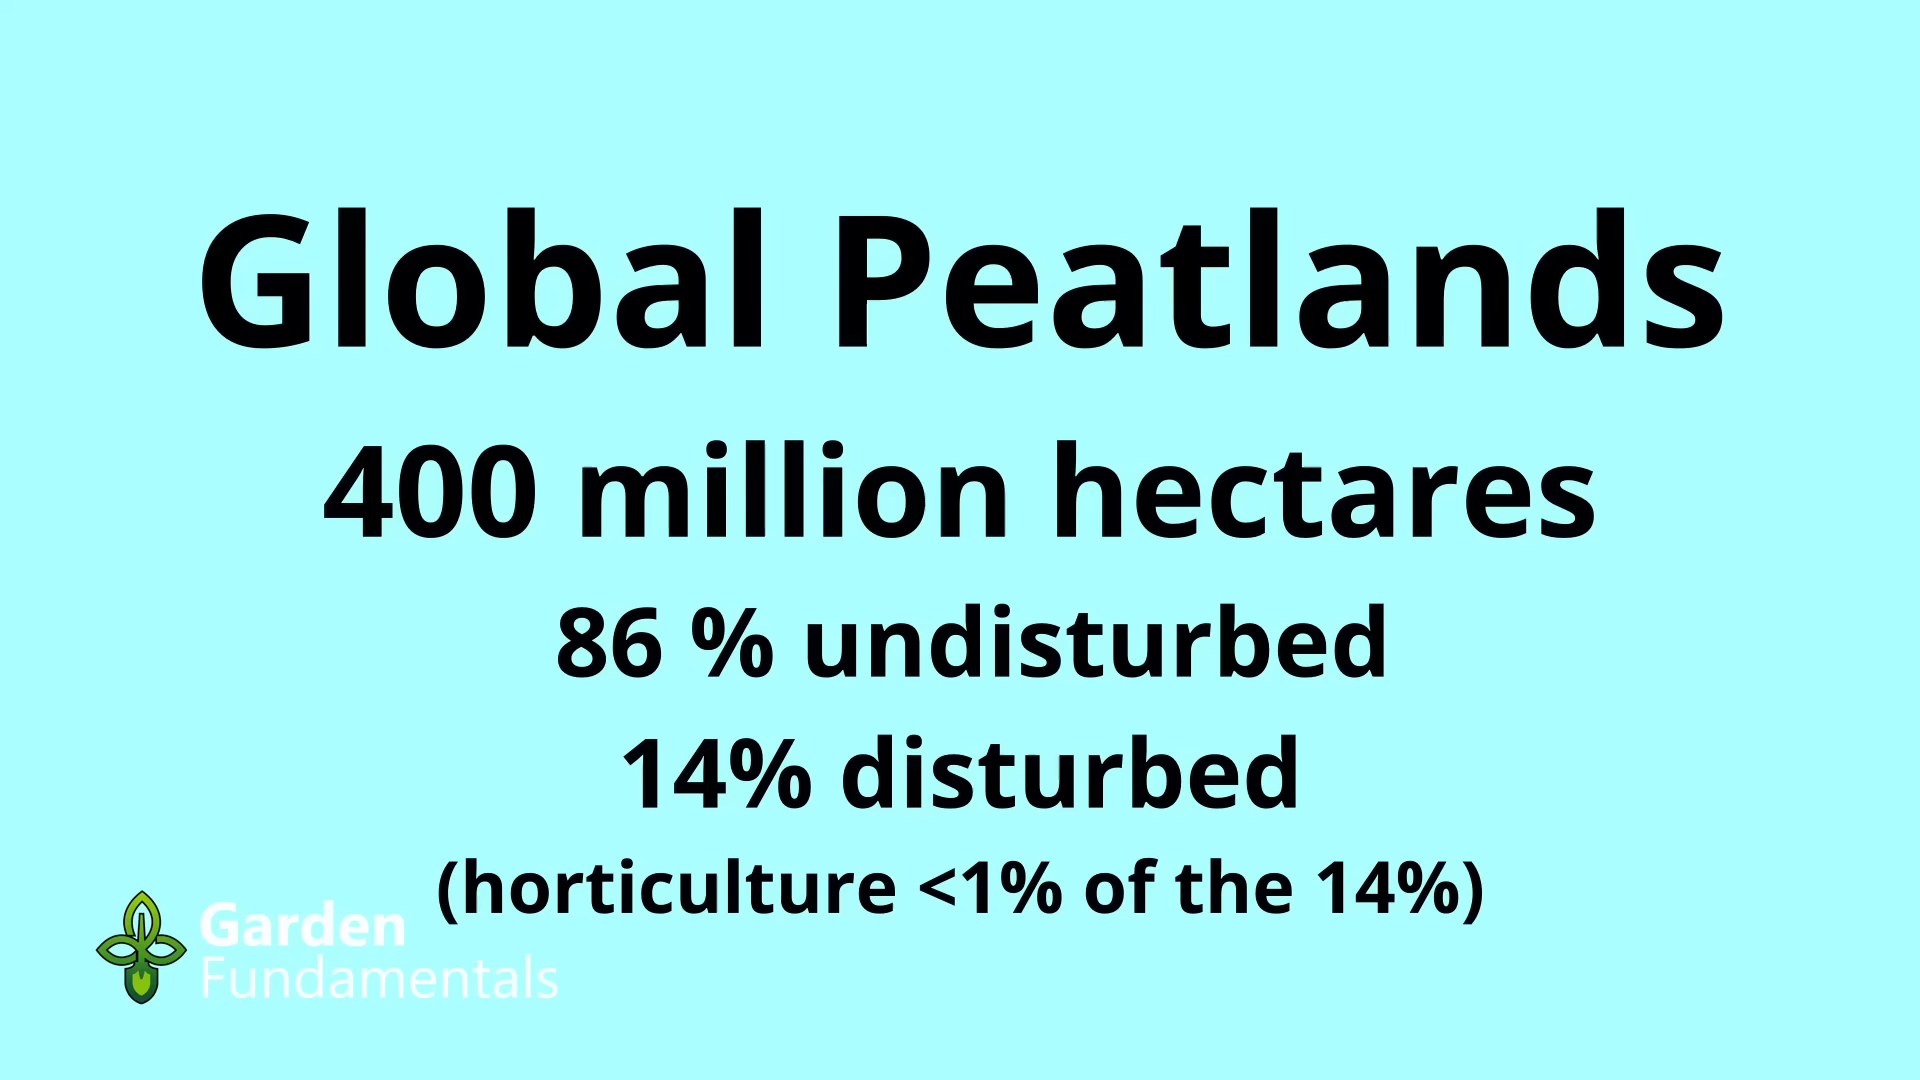 Global Peatlands
400 million hectares
86 % undisturbed
14% disturbed
(horticulture <1% of the 14%)
Garden
Fundamentals